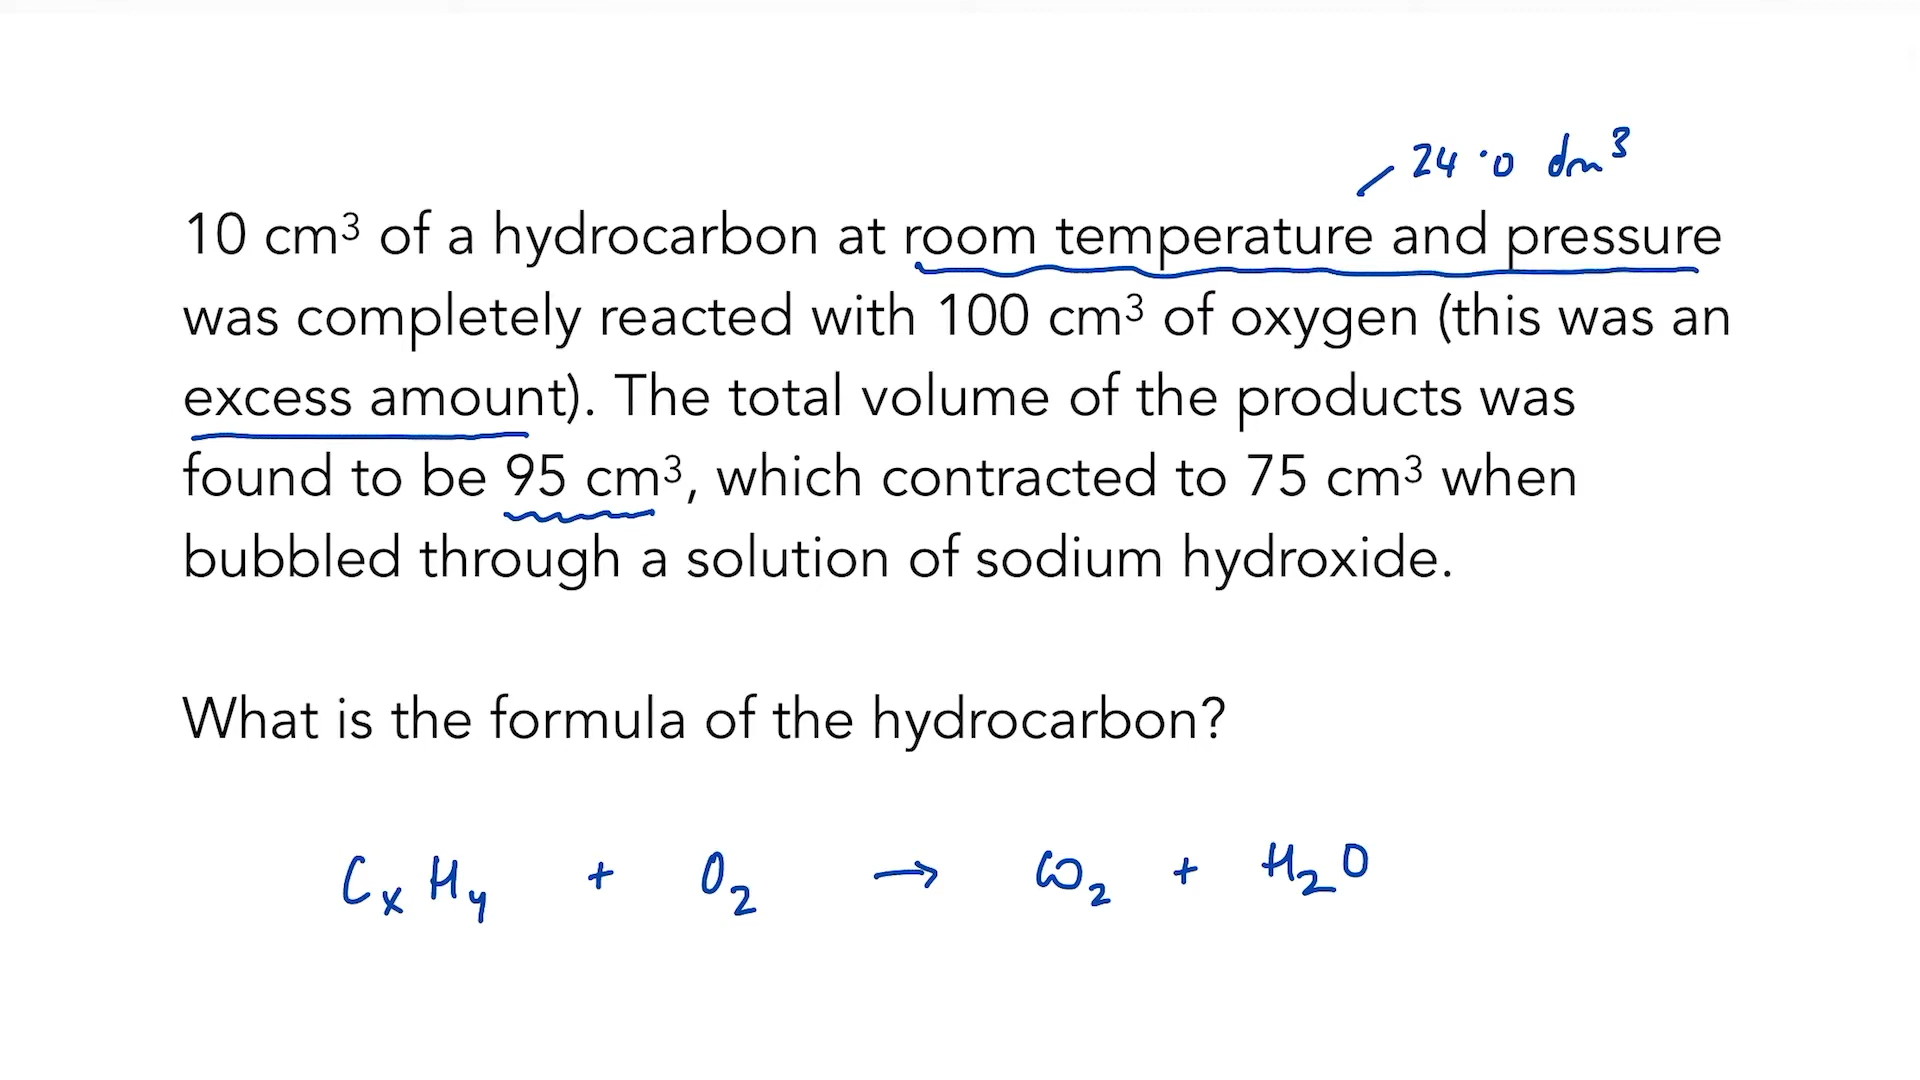 24.0 dm³
10 cm³ of a hydrocarbon at room temperature and pressure
was completely reacted with 100 cm³ of oxygen (this was an
excess amount). The total volume of the products was
found to be 95 cm³, which contracted to 75 cm³ when
bubbled through a solution of sodium hydroxide.
What is the formula of the hydrocarbon?
CₓHy + O₂ → CO₂ + H₂O